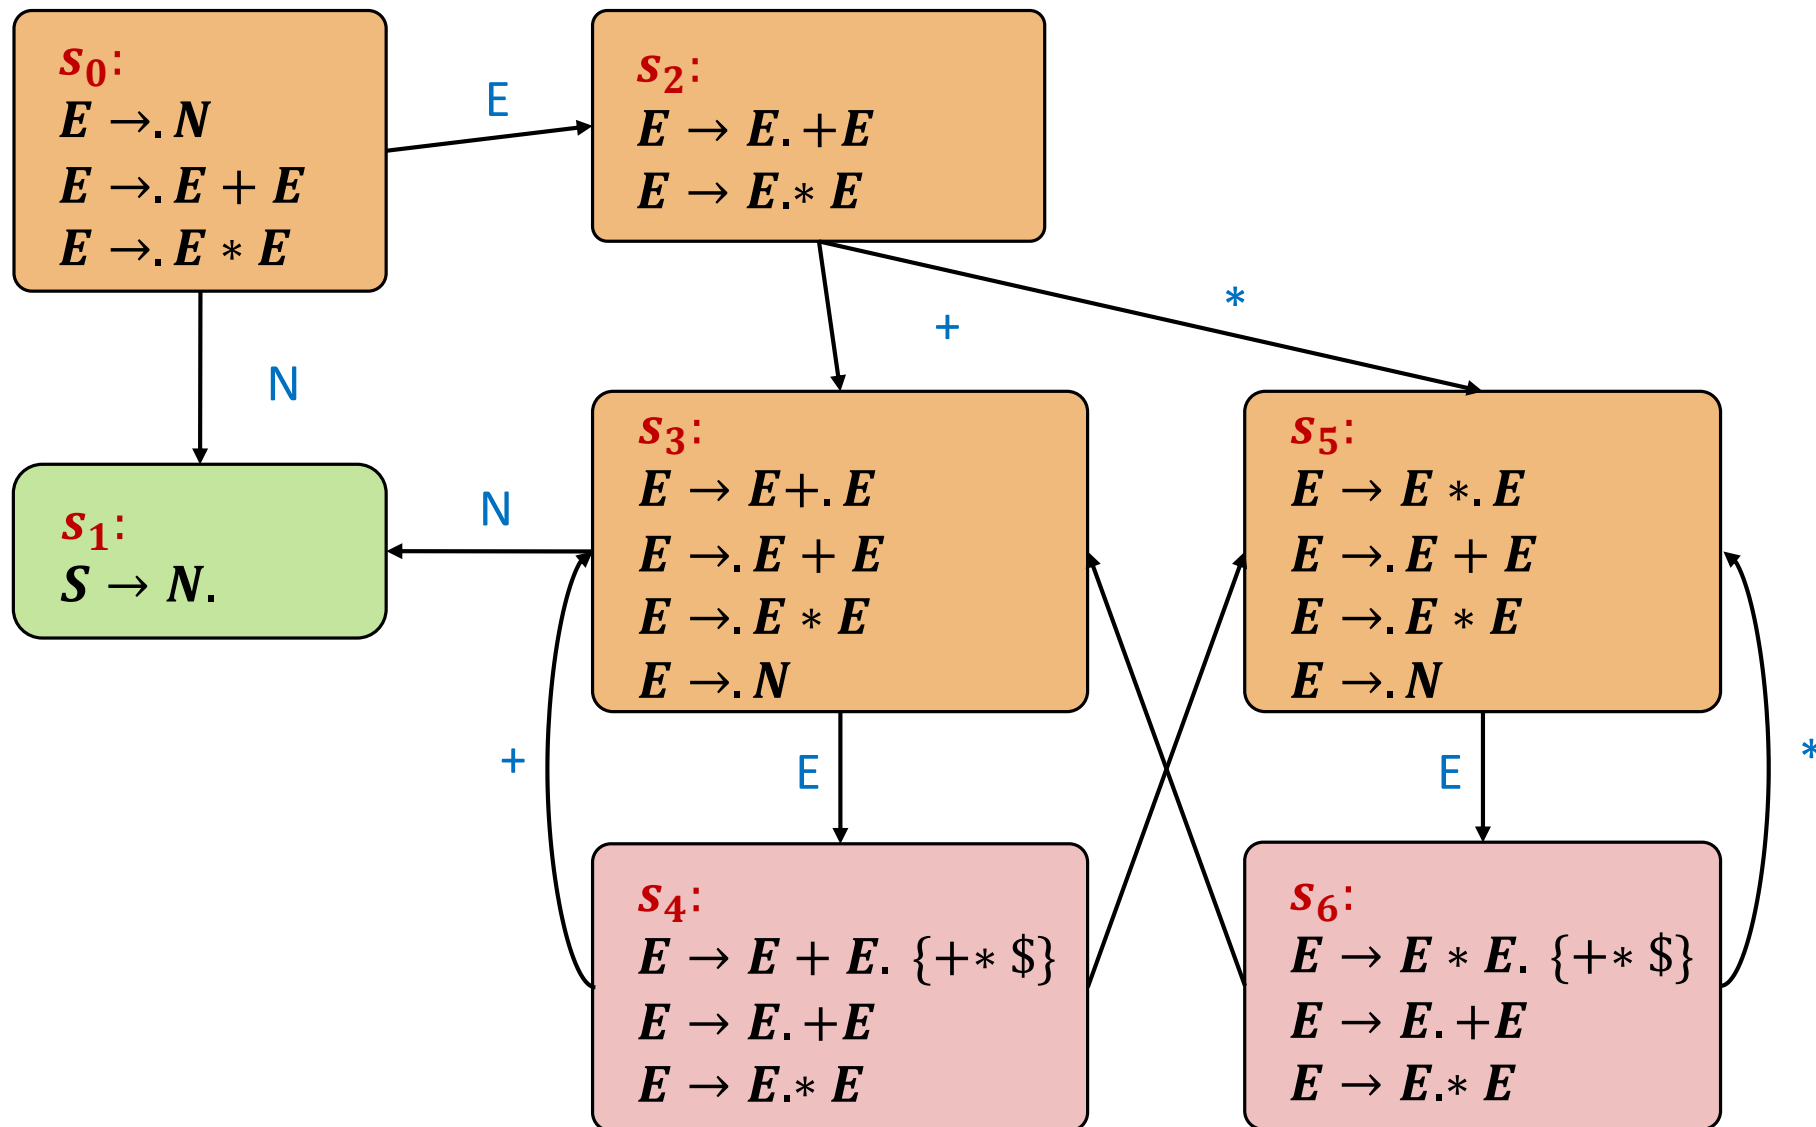 s₀:
E →. N
E →. E + E
E →. E * E
E
s₂:
E → E. +E
E → E.* E
N
+
*
s₁:
S → N.
N
s₃:
E → E+. E
E →. E + E
E →. E * E
E →. N
s₅:
E → E *. E
E →. E + E
E →. E * E
E →. N
+
E
E
*
s₄:
E → E + E. {+* $}
E → E. +E
E → E.* E
s₆:
E → E * E. {+* $}
E → E. +E
E → E.* E